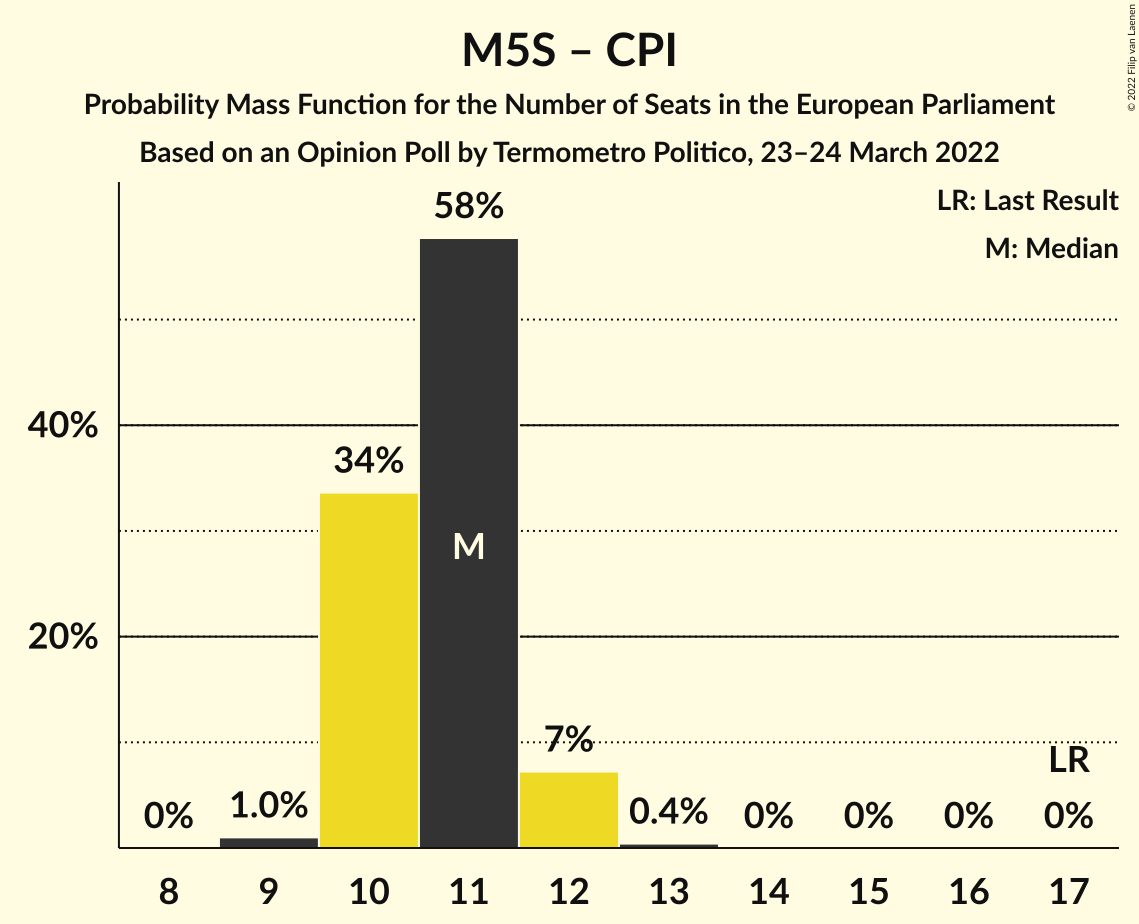 M5S – CPI
Probability Mass Function for the Number of Seats in the European Parliament
Based on an Opinion Poll by Termometro Politico, 23–24 March 2022
© 2022 Filip van Laenen
LR: Last Result
M: Median
58%
40%
34%
M
20%
7%
LR
0%
1.0%
0.4%
0%
0%
0%
0%
8 9 10 11 12 13 14 15 16 17